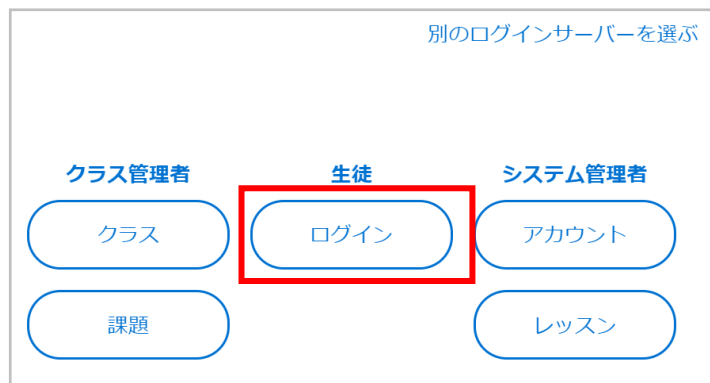 別のログインサーバーを選ぶ
クラス管理者 生徒 システム管理者
クラス ログイン アカウント
課題 レッスン